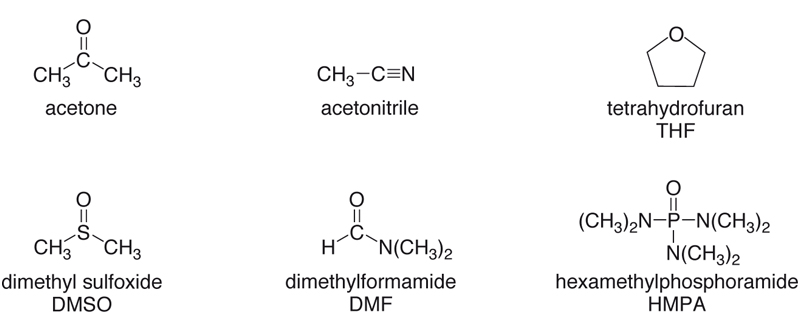 O
C
CH3 CH3
acetone
CH3–C≡N
acetonitrile
O
tetrahydrofuran
THF
O
S
CH3 CH3
dimethyl sulfoxide
DMSO
O
C
H N(CH3)2
dimethylformamide
DMF
O
(CH3)2N–P–N(CH3)2
N(CH3)2
hexamethylphosphoramide
HMPA